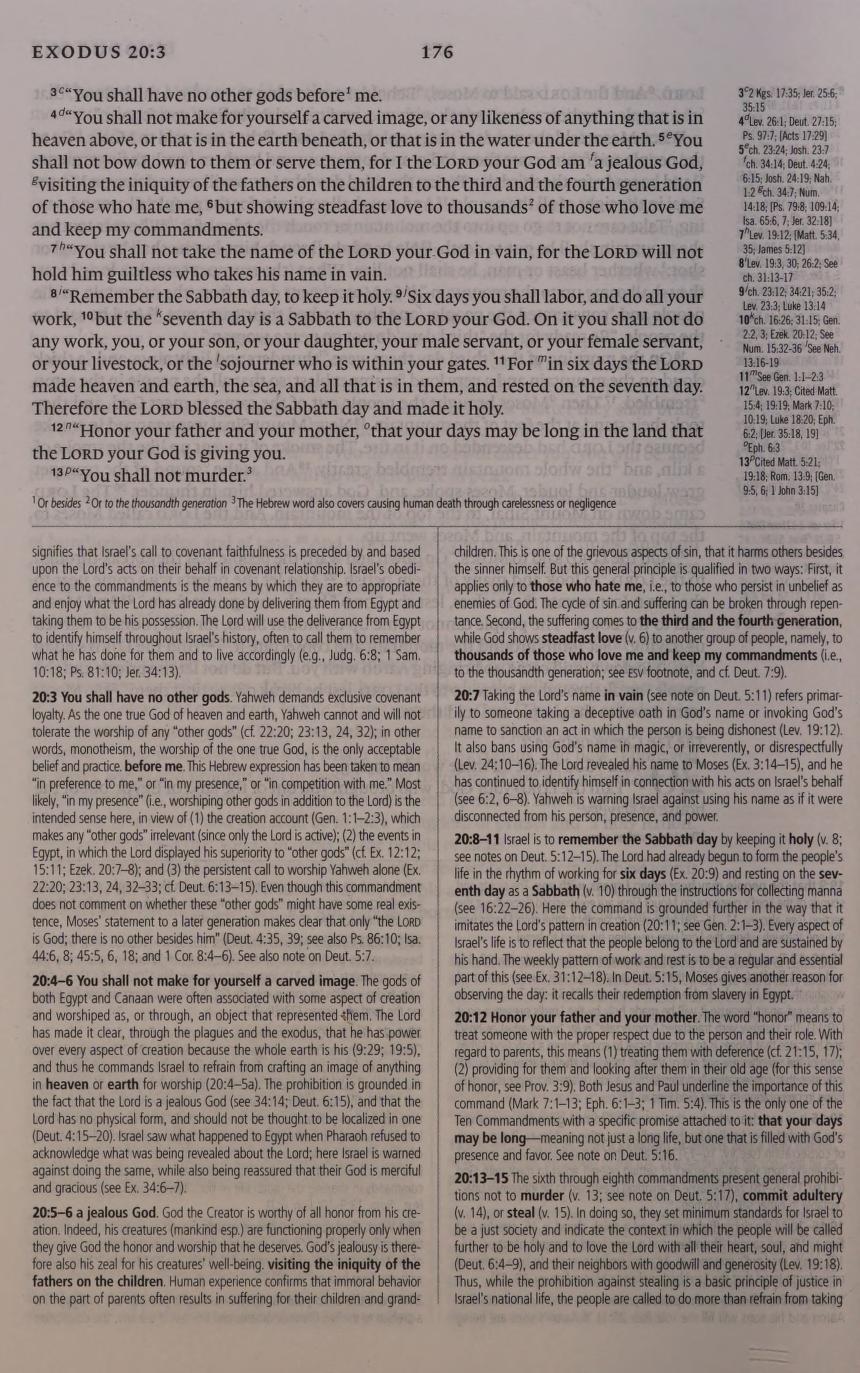 EXODUS 20:3
176
3c“You shall have no other gods before1 me.
4d“You shall not make for yourself a carved image, or any likeness of anything that is in
heaven above, or that is in the earth beneath, or that is in the water under the earth. 5eYou
shall not bow down to them or serve them, for I the LORD your God am fa jealous God,
gvisiting the iniquity of the fathers on the children to the third and the fourth generation
of those who hate me, 6but showing steadfast love to thousands2 of those who love me
and keep my commandments.
7h“You shall not take the name of the LORD your God in vain, for the LORD will not
hold him guiltless who takes his name in vain.
8i“Remember the Sabbath day, to keep it holy. 9jSix days you shall labor, and do all your
work, 10but the kseventh day is a Sabbath to the LORD your God. On it you shall not do
any work, you, or your son, or your daughter, your male servant, or your female servant,
or your livestock, or the lsojourner who is within your gates. 11For min six days the LORD
made heaven and earth, the sea, and all that is in them, and rested on the seventh day.
Therefore the LORD blessed the Sabbath day and made it holy.
12n“Honor your father and your mother, othat your days may be long in the land that
the LORD your God is giving you.
13p“You shall not murder.3
3c2 Kgs. 17:35; Jer. 25:6;
35:15
4dLev. 26:1; Deut. 27:15;
Ps. 97:7; [Acts 17:29]
5ech. 23:24; Josh. 23:7
fch. 34:14; Deut. 4:24;
6:15; Josh. 24:19; Nah.
1:2 gch. 34:7; Num.
14:18; [Ps. 79:8; 109:14;
Isa. 65:6, 7; Jer. 32:18]
7hLev. 19:12; [Matt. 5:34,
35; James 5:12]
8iLev. 19:3, 30; 26:2; See
ch. 31:13-17
9jch. 23:12; 34:21; 35:2;
Lev. 23:3; Luke 13:14
10kch. 16:26; 31:15; Gen.
2:2, 3; Ezek. 20:12; See
Num. 15:32-36 lSee Neh.
13:16-19
11mSee Gen. 1:1–2:3
12nLev. 19:3; Cited Matt.
15:4; 19:19; Mark 7:10;
10:19; Luke 18:20; Eph.
6:2; [Jer. 35:18, 19]
oEph. 6:3
13pCited Matt. 5:21;
19:18; Rom. 13:9; [Gen.
9:5, 6; 1 John 3:15]
1 Or besides 2 Or to the thousandth generation 3 The Hebrew word also covers causing human death through carelessness or negligence
signifies that Israel’s call to covenant faithfulness is preceded by and based
upon the Lord’s acts on their behalf in covenant relationship. Israel’s obedi-
ence to the commandments is the means by which they are to appropriate
and enjoy what the Lord has already done by delivering them from Egypt and
taking them to be his possession. The Lord will use the deliverance from Egypt
to identify himself throughout Israel’s history, often to call them to remember
what he has done for them and to live accordingly (e.g., Judg. 6:8; 1 Sam.
10:18; Ps. 81:10; Jer. 34:13).
20:3 You shall have no other gods. Yahweh demands exclusive covenant
loyalty. As the one true God of heaven and earth, Yahweh cannot and will not
tolerate the worship of any “other gods” (cf. 22:20; 23:13, 24, 32); in other
words, monotheism, the worship of the one true God, is the only acceptable
belief and practice. before me. This Hebrew expression has been taken to mean
“in preference to me,” or “in my presence,” or “in competition with me.” Most
likely, “in my presence” (i.e., worshiping other gods in addition to the Lord) is the
intended sense here, in view of (1) the creation account (Gen. 1:1–2:3), which
makes any “other gods” irrelevant (since only the Lord is active); (2) the events in
Egypt, in which the Lord displayed his superiority to “other gods” (cf. Ex. 12:12;
15:11; Ezek. 20:7–8); and (3) the persistent call to worship Yahweh alone (Ex.
22:20; 23:13, 24, 32–33; cf. Deut. 6:13–15). Even though this commandment
does not comment on whether these “other gods” might have some real exis-
tence, Moses’ statement to a later generation makes clear that only “the LORD
is God; there is no other besides him” (Deut. 4:35, 39; see also Ps. 86:10; Isa.
44:6, 8; 45:5, 6, 18; and 1 Cor. 8:4–6). See also note on Deut. 5:7.
20:4–6 You shall not make for yourself a carved image. The gods of
both Egypt and Canaan were often associated with some aspect of creation
and worshiped as, or through, an object that represented them. The Lord
has made it clear, through the plagues and the exodus, that he has power
over every aspect of creation because the whole earth is his (9:29; 19:5),
and thus he commands Israel to refrain from crafting an image of anything
in heaven or earth for worship (20:4–5a). The prohibition is grounded in
the fact that the Lord is a jealous God (see 34:14; Deut. 6:15), and that the
Lord has no physical form, and should not be thought to be localized in one
(Deut. 4:15–20). Israel saw what happened to Egypt when Pharaoh refused to
acknowledge what was being revealed about the Lord; here Israel is warned
against doing the same, while also being reassured that their God is merciful
and gracious (see Ex. 34:6–7).
20:5–6 a jealous God. God the Creator is worthy of all honor from his cre-
ation. Indeed, his creatures (mankind esp.) are functioning properly only when
they give God the honor and worship that he deserves. God’s jealousy is there-
fore also his zeal for his creatures’ well-being. visiting the iniquity of the
fathers on the children. Human experience confirms that immoral behavior
on the part of parents often results in suffering for their children and grand-
children. This is one of the grievous aspects of sin, that it harms others besides
the sinner himself. But this general principle is qualified in two ways: First, it
applies only to those who hate me, i.e., to those who persist in unbelief as
enemies of God. The cycle of sin and suffering can be broken through repen-
tance. Second, the suffering comes to the third and the fourth generation,
while God shows steadfast love (v. 6) to another group of people, namely, to
thousands of those who love me and keep my commandments (i.e.,
to the thousandth generation; see ESV footnote, and cf. Deut. 7:9).
20:7 Taking the Lord’s name in vain (see note on Deut. 5:11) refers primar-
ily to someone taking a deceptive oath in God’s name or invoking God’s
name to sanction an act in which the person is being dishonest (Lev. 19:12).
It also bans using God’s name in magic, or irreverently, or disrespectfully
(Lev. 24:10–16). The Lord revealed his name to Moses (Ex. 3:14–15), and he
has continued to identify himself in connection with his acts on Israel’s behalf
(see 6:2, 6–8). Yahweh is warning Israel against using his name as if it were
disconnected from his person, presence, and power.
20:8–11 Israel is to remember the Sabbath day by keeping it holy (v. 8;
see notes on Deut. 5:12–15). The Lord had already begun to form the people’s
life in the rhythm of working for six days (Ex. 20:9) and resting on the sev-
enth day as a Sabbath (v. 10) through the instructions for collecting manna
(see 16:22–26). Here the command is grounded further in the way that it
imitates the Lord’s pattern in creation (20:11; see Gen. 2:1–3). Every aspect of
Israel’s life is to reflect that the people belong to the Lord and are sustained by
his hand. The weekly pattern of work and rest is to be a regular and essential
part of this (see Ex. 31:12–18). In Deut. 5:15, Moses gives another reason for
observing the day: it recalls their redemption from slavery in Egypt.
20:12 Honor your father and your mother. The word “honor” means to
treat someone with the proper respect due to the person and their role. With
regard to parents, this means (1) treating them with deference (cf. 21:15, 17);
(2) providing for them and looking after them in their old age (for this sense
of honor, see Prov. 3:9). Both Jesus and Paul underline the importance of this
command (Mark 7:1–13; Eph. 6:1–3; 1 Tim. 5:4). This is the only one of the
Ten Commandments with a specific promise attached to it: that your days
may be long—meaning not just a long life, but one that is filled with God’s
presence and favor. See note on Deut. 5:16.
20:13–15 The sixth through eighth commandments present general prohibi-
tions not to murder (v. 13; see note on Deut. 5:17), commit adultery
(v. 14), or steal (v. 15). In doing so, they set minimum standards for Israel to
be a just society and indicate the context in which the people will be called
further to be holy and to love the Lord with all their heart, soul, and might
(Deut. 6:4–9), and their neighbors with goodwill and generosity (Lev. 19:18).
Thus, while the prohibition against stealing is a basic principle of justice in
Israel’s national life, the people are called to do more than refrain from taking